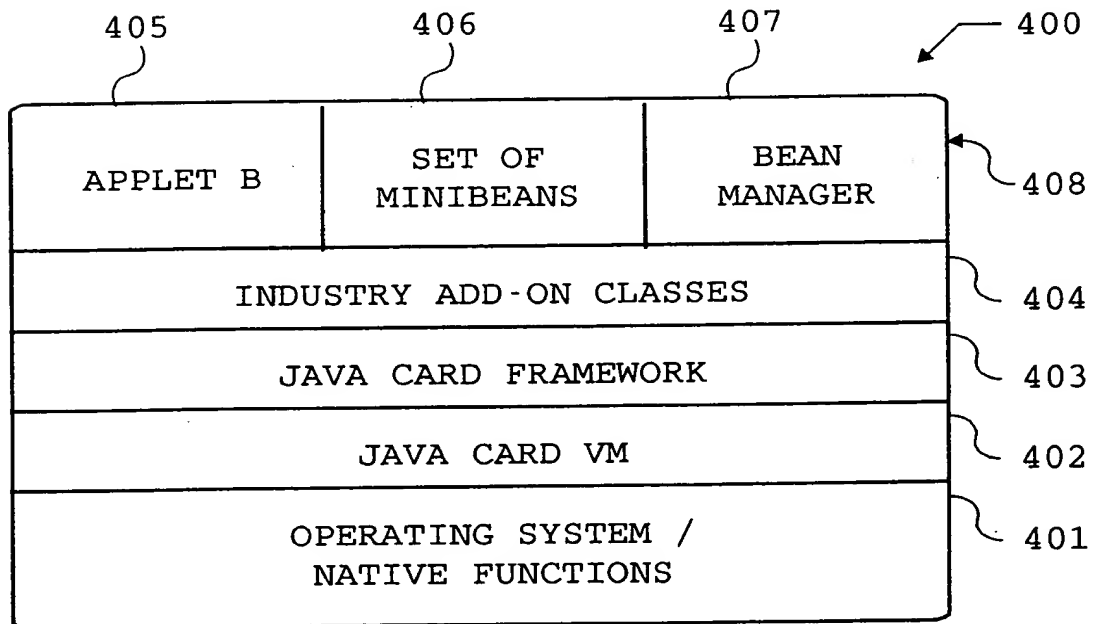 405
406
407
400
APPLET B
SET OF
MINIBEANS
BEAN
MANAGER
408
INDUSTRY ADD-ON CLASSES
404
JAVA CARD FRAMEWORK
403
JAVA CARD VM
402
OPERATING SYSTEM /
NATIVE FUNCTIONS
401